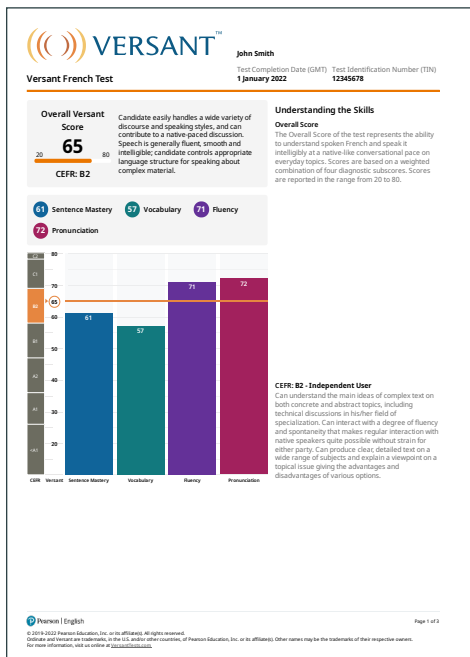 VERSANT™
John Smith
Test Completion Date (GMT) Test Identification Number (TIN)
Versant French Test
1 January 2022 12345678
Overall Versant
Score
65
20 80
CEFR: B2
Candidate easily handles a wide variety of
discourse and speaking styles, and can
contribute to a native-paced discussion.
Speech is generally fluent, smooth and
intelligible; candidate controls appropriate
language structure for speaking about
complex material.
Understanding the Skills
Overall Score
The Overall Score of the test represents the ability
to understand spoken French and speak it
intelligibly at a native-like conversational pace on
everyday topics. Scores are based on a weighted
combination of four diagnostic subscores. Scores
are reported in the range from 20 to 80.
61 Sentence Mastery 57 Vocabulary 71 Fluency
72 Pronunciation
C2 80
C1
70
B2
65
60
B1
50
A2
40
A1
30
<A1
20
61
57
71
72
CEFR Versant Sentence Mastery Vocabulary Fluency Pronunciation
CEFR: B2 - Independent User
Can understand the main ideas of complex text on
both concrete and abstract topics, including
technical discussions in his/her field of
specialization. Can interact with a degree of fluency
and spontaneity that makes regular interaction with
native speakers quite possible without strain for
either party. Can produce clear, detailed text on a
wide range of subjects and explain a viewpoint on a
topical issue giving the advantages and
disadvantages of various options.
Pearson | English
Page 1 of 3
© 2019-2022 Pearson Education, Inc. or its affiliate(s). All rights reserved.
Ordinate and Versant are trademarks, in the U.S. and/or other countries, of Pearson Education, Inc. or its affiliate(s). Other names may be the trademarks of their respective owners.
For more information, visit us online at VersantTests.com